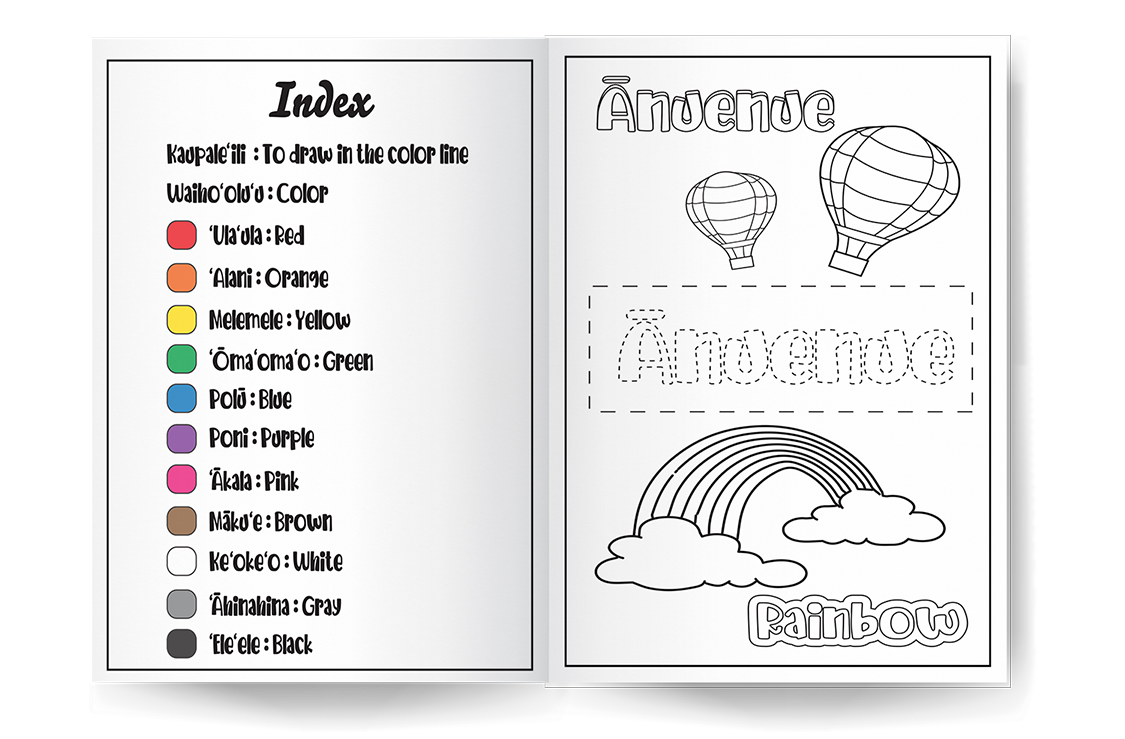 Index
Kaupaleʻili : To draw in the color line
Waihoʻoluʻu : Color
ʻUlaʻula : Red
ʻAlani : Orange
Melemele : Yellow
ʻŌmaʻomaʻo : Green
Polū : Blue
Poni : Purple
ʻĀkala : Pink
Mākuʻe : Brown
Keʻokeʻo : White
ʻĀhinahina : Gray
ʻEleʻele : Black
Ānuenue
Ānuenue
Rainbow